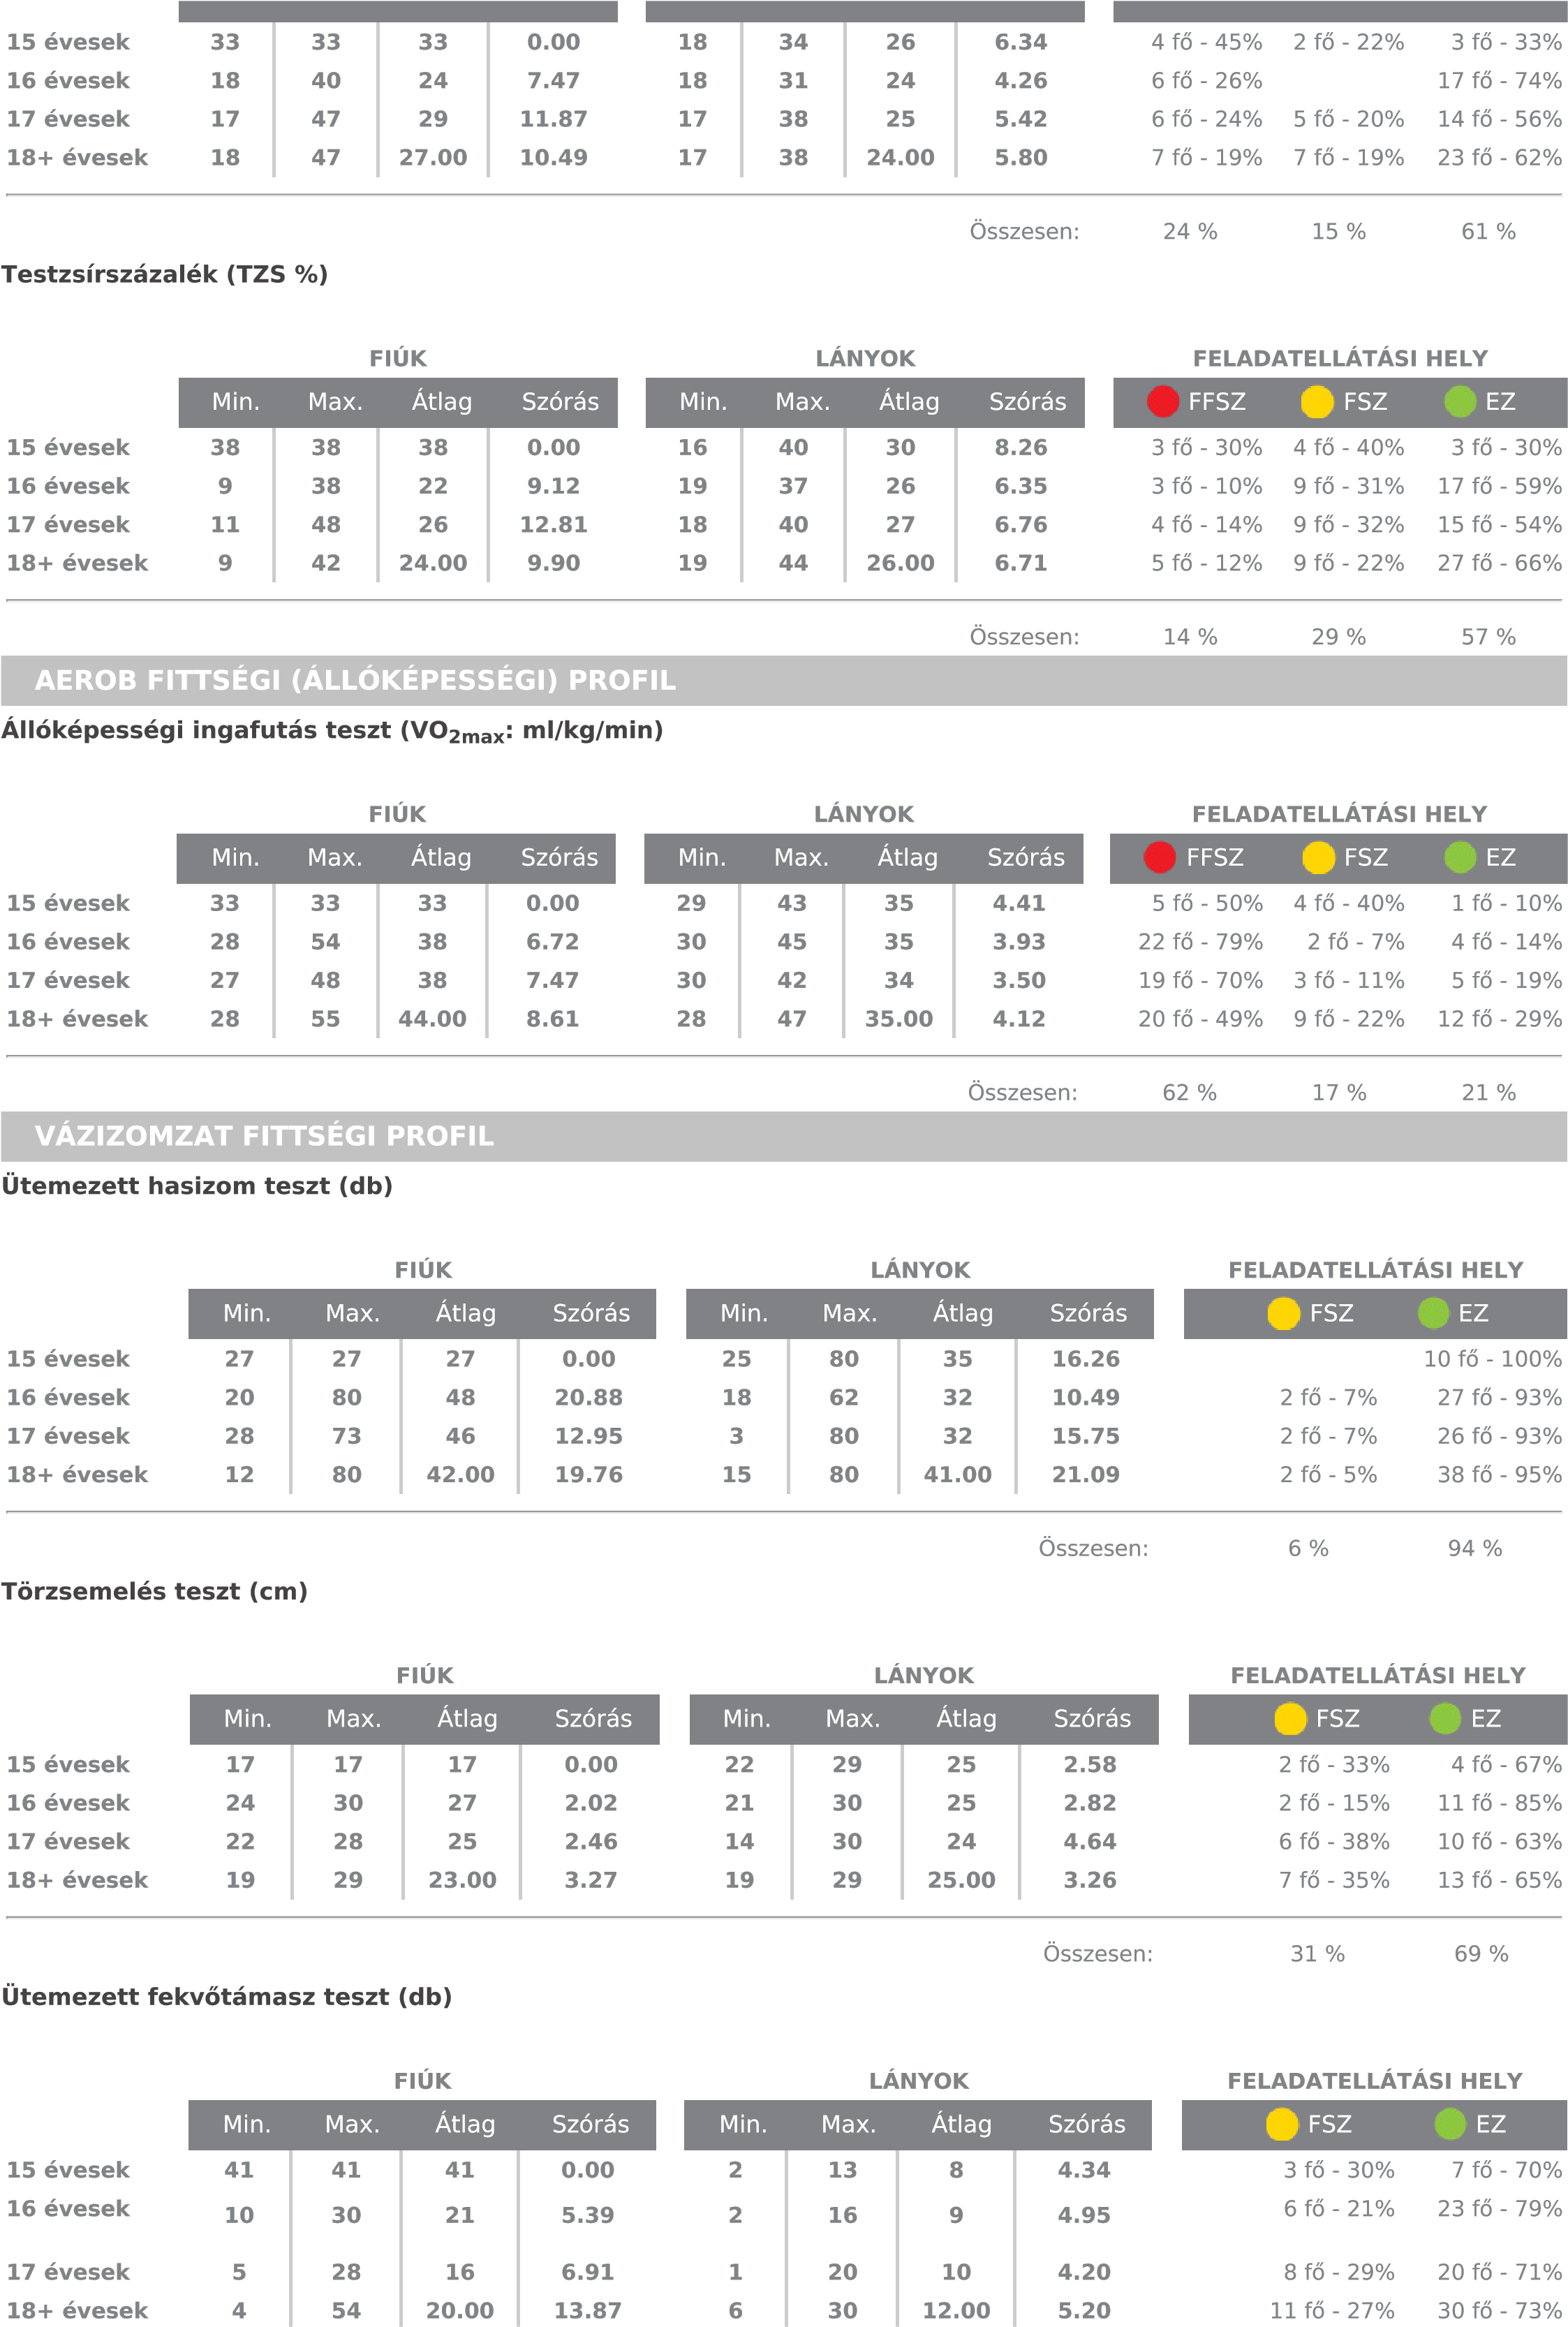 15 évesek 33 33 33 0.00 18 34 26 6.34 4 fő - 45% 2 fő - 22% 3 fő - 33%
16 évesek 18 40 24 7.47 18 31 24 4.26 6 fő - 26% 17 fő - 74%
17 évesek 17 47 29 11.87 17 38 25 5.42 6 fő - 24% 5 fő - 20% 14 fő - 56%
18+ évesek 18 47 27.00 10.49 17 38 24.00 5.80 7 fő - 19% 7 fő - 19% 23 fő - 62%
Összesen: 24 % 15 % 61 %
Testzsírszázalék (TZS %)
FIÚK LÁNYOK FELADATELLÁTÁSI HELY
Min. Max. Átlag Szórás Min. Max. Átlag Szórás FFSZ FSZ EZ
15 évesek 38 38 38 0.00 16 40 30 8.26 3 fő - 30% 4 fő - 40% 3 fő - 30%
16 évesek 9 38 22 9.12 19 37 26 6.35 3 fő - 10% 9 fő - 31% 17 fő - 59%
17 évesek 11 48 26 12.81 18 40 27 6.76 4 fő - 14% 9 fő - 32% 15 fő - 54%
18+ évesek 9 42 24.00 9.90 19 44 26.00 6.71 5 fő - 12% 9 fő - 22% 27 fő - 66%
Összesen: 14 % 29 % 57 %
AEROB FITTSÉGI (ÁLLÓKÉPESSÉGI) PROFIL
Állóképességi ingafutás teszt (VO2max: ml/kg/min)
FIÚK LÁNYOK FELADATELLÁTÁSI HELY
Min. Max. Átlag Szórás Min. Max. Átlag Szórás FFSZ FSZ EZ
15 évesek 33 33 33 0.00 29 43 35 4.41 5 fő - 50% 4 fő - 40% 1 fő - 10%
16 évesek 28 54 38 6.72 30 45 35 3.93 22 fő - 79% 2 fő - 7% 4 fő - 14%
17 évesek 27 48 38 7.47 30 42 34 3.50 19 fő - 70% 3 fő - 11% 5 fő - 19%
18+ évesek 28 55 44.00 8.61 28 47 35.00 4.12 20 fő - 49% 9 fő - 22% 12 fő - 29%
Összesen: 62 % 17 % 21 %
VÁZIZOMZAT FITTSÉGI PROFIL
Ütemezett hasizom teszt (db)
FIÚK LÁNYOK FELADATELLÁTÁSI HELY
Min. Max. Átlag Szórás Min. Max. Átlag Szórás FSZ EZ
15 évesek 27 27 27 0.00 25 80 35 16.26 10 fő - 100%
16 évesek 20 80 48 20.88 18 62 32 10.49 2 fő - 7% 27 fő - 93%
17 évesek 28 73 46 12.95 3 80 32 15.75 2 fő - 7% 26 fő - 93%
18+ évesek 12 80 42.00 19.76 15 80 41.00 21.09 2 fő - 5% 38 fő - 95%
Összesen: 6 % 94 %
Törzsemelés teszt (cm)
FIÚK LÁNYOK FELADATELLÁTÁSI HELY
Min. Max. Átlag Szórás Min. Max. Átlag Szórás FSZ EZ
15 évesek 17 17 17 0.00 22 29 25 2.58 2 fő - 33% 4 fő - 67%
16 évesek 24 30 27 2.02 21 30 25 2.82 2 fő - 15% 11 fő - 85%
17 évesek 22 28 25 2.46 14 30 24 4.64 6 fő - 38% 10 fő - 63%
18+ évesek 19 29 23.00 3.27 19 29 25.00 3.26 7 fő - 35% 13 fő - 65%
Összesen: 31 % 69 %
Ütemezett fekvőtámasz teszt (db)
FIÚK LÁNYOK FELADATELLÁTÁSI HELY
Min. Max. Átlag Szórás Min. Max. Átlag Szórás FSZ EZ
15 évesek 41 41 41 0.00 2 13 8 4.34 3 fő - 30% 7 fő - 70%
16 évesek 10 30 21 5.39 2 16 9 4.95 6 fő - 21% 23 fő - 79%
17 évesek 5 28 16 6.91 1 20 10 4.20 8 fő - 29% 20 fő - 71%
18+ évesek 4 54 20.00 13.87 6 30 12.00 5.20 11 fő - 27% 30 fő - 73%